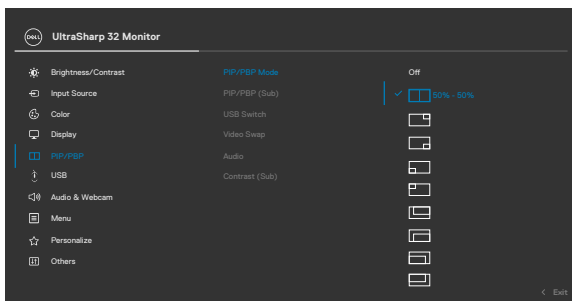 DELL UltraSharp 32 Monitor
Brightness/Contrast PIP/PBP Mode Off
Input Source PIP/PBP (Sub) 50% - 50%
Color USB Switch
Display Video Swap
PIP/PBP Audio
USB Contrast (Sub)
Audio & Webcam
Menu
Personalize
Others
< Exit